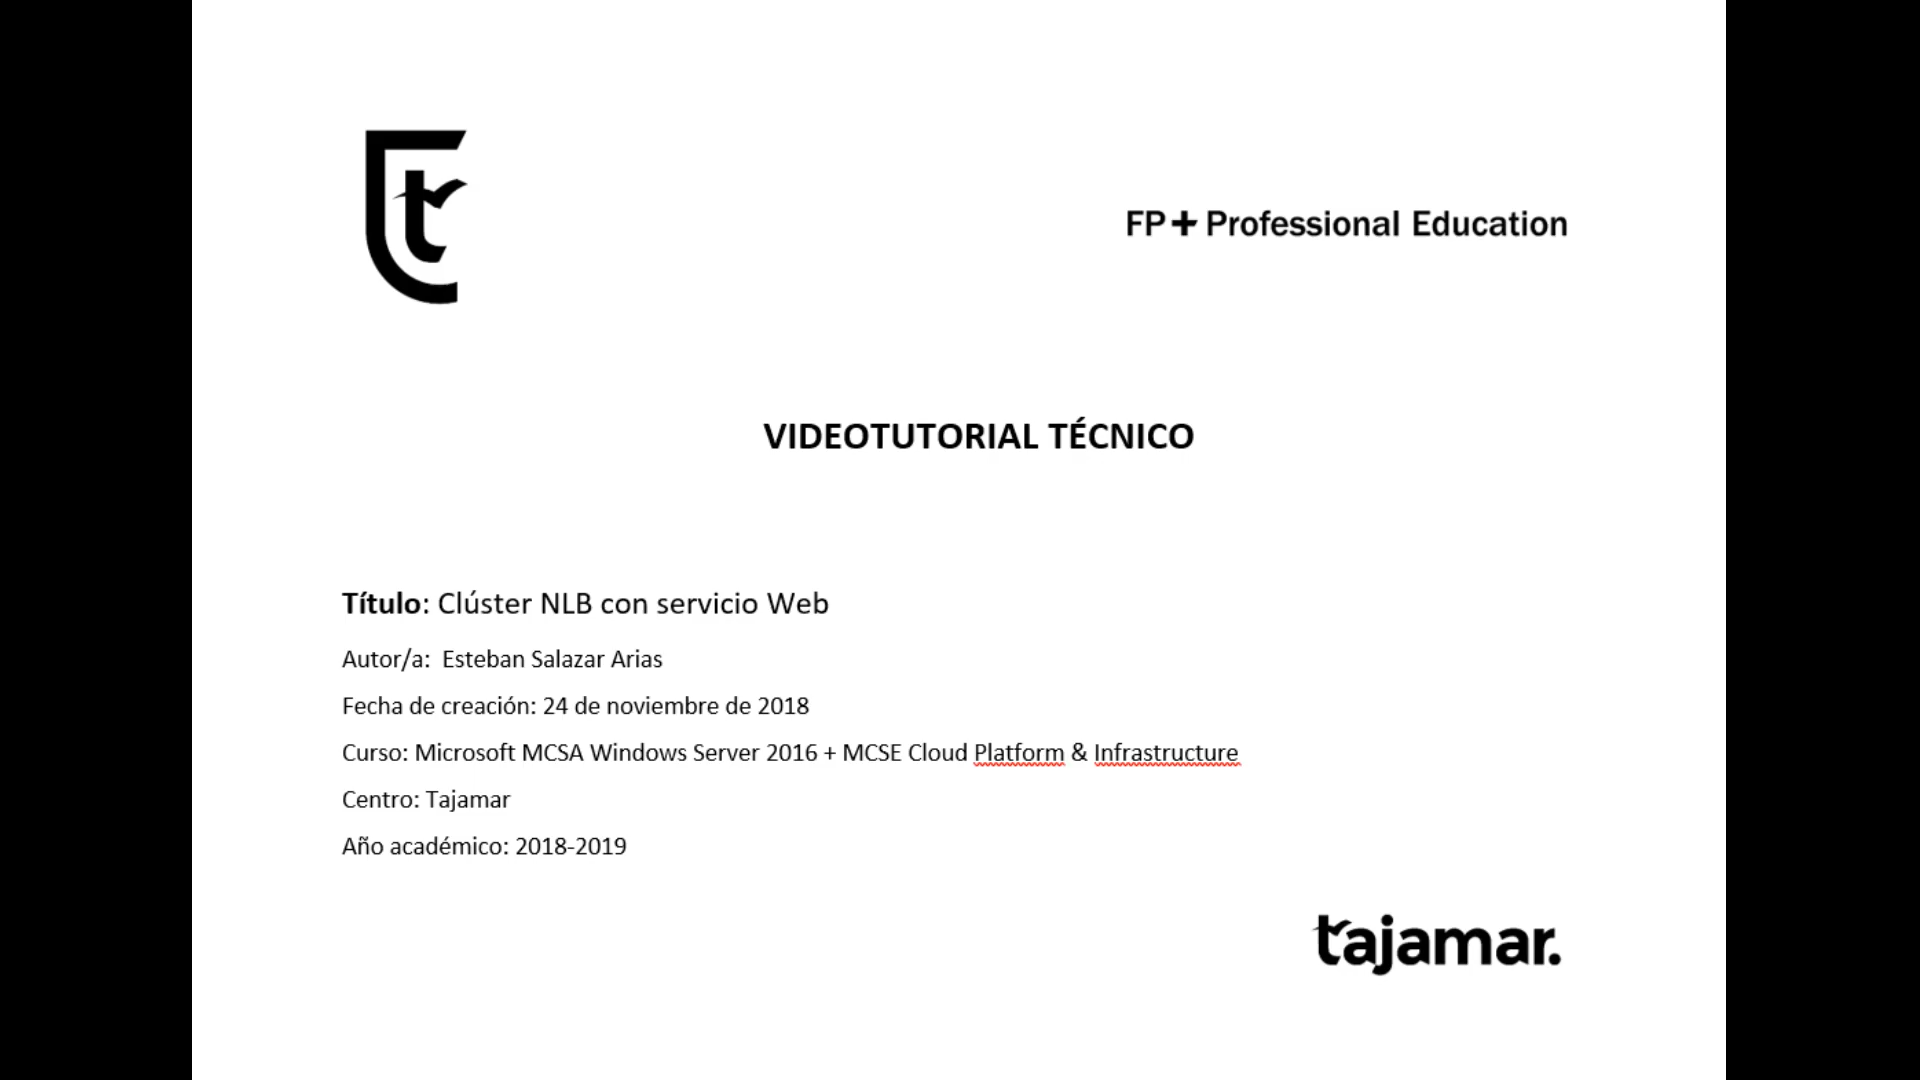 t
FP+Professional Education
VIDEOTUTORIAL TÉCNICO
Título: Clúster NLB con servicio Web
Autor/a: Esteban Salazar Arias
Fecha de creación: 24 de noviembre de 2018
Curso: Microsoft MCSA Windows Server 2016 + MCSE Cloud Platform & Infrastructure
Centro: Tajamar
Año académico: 2018-2019
tajamar.